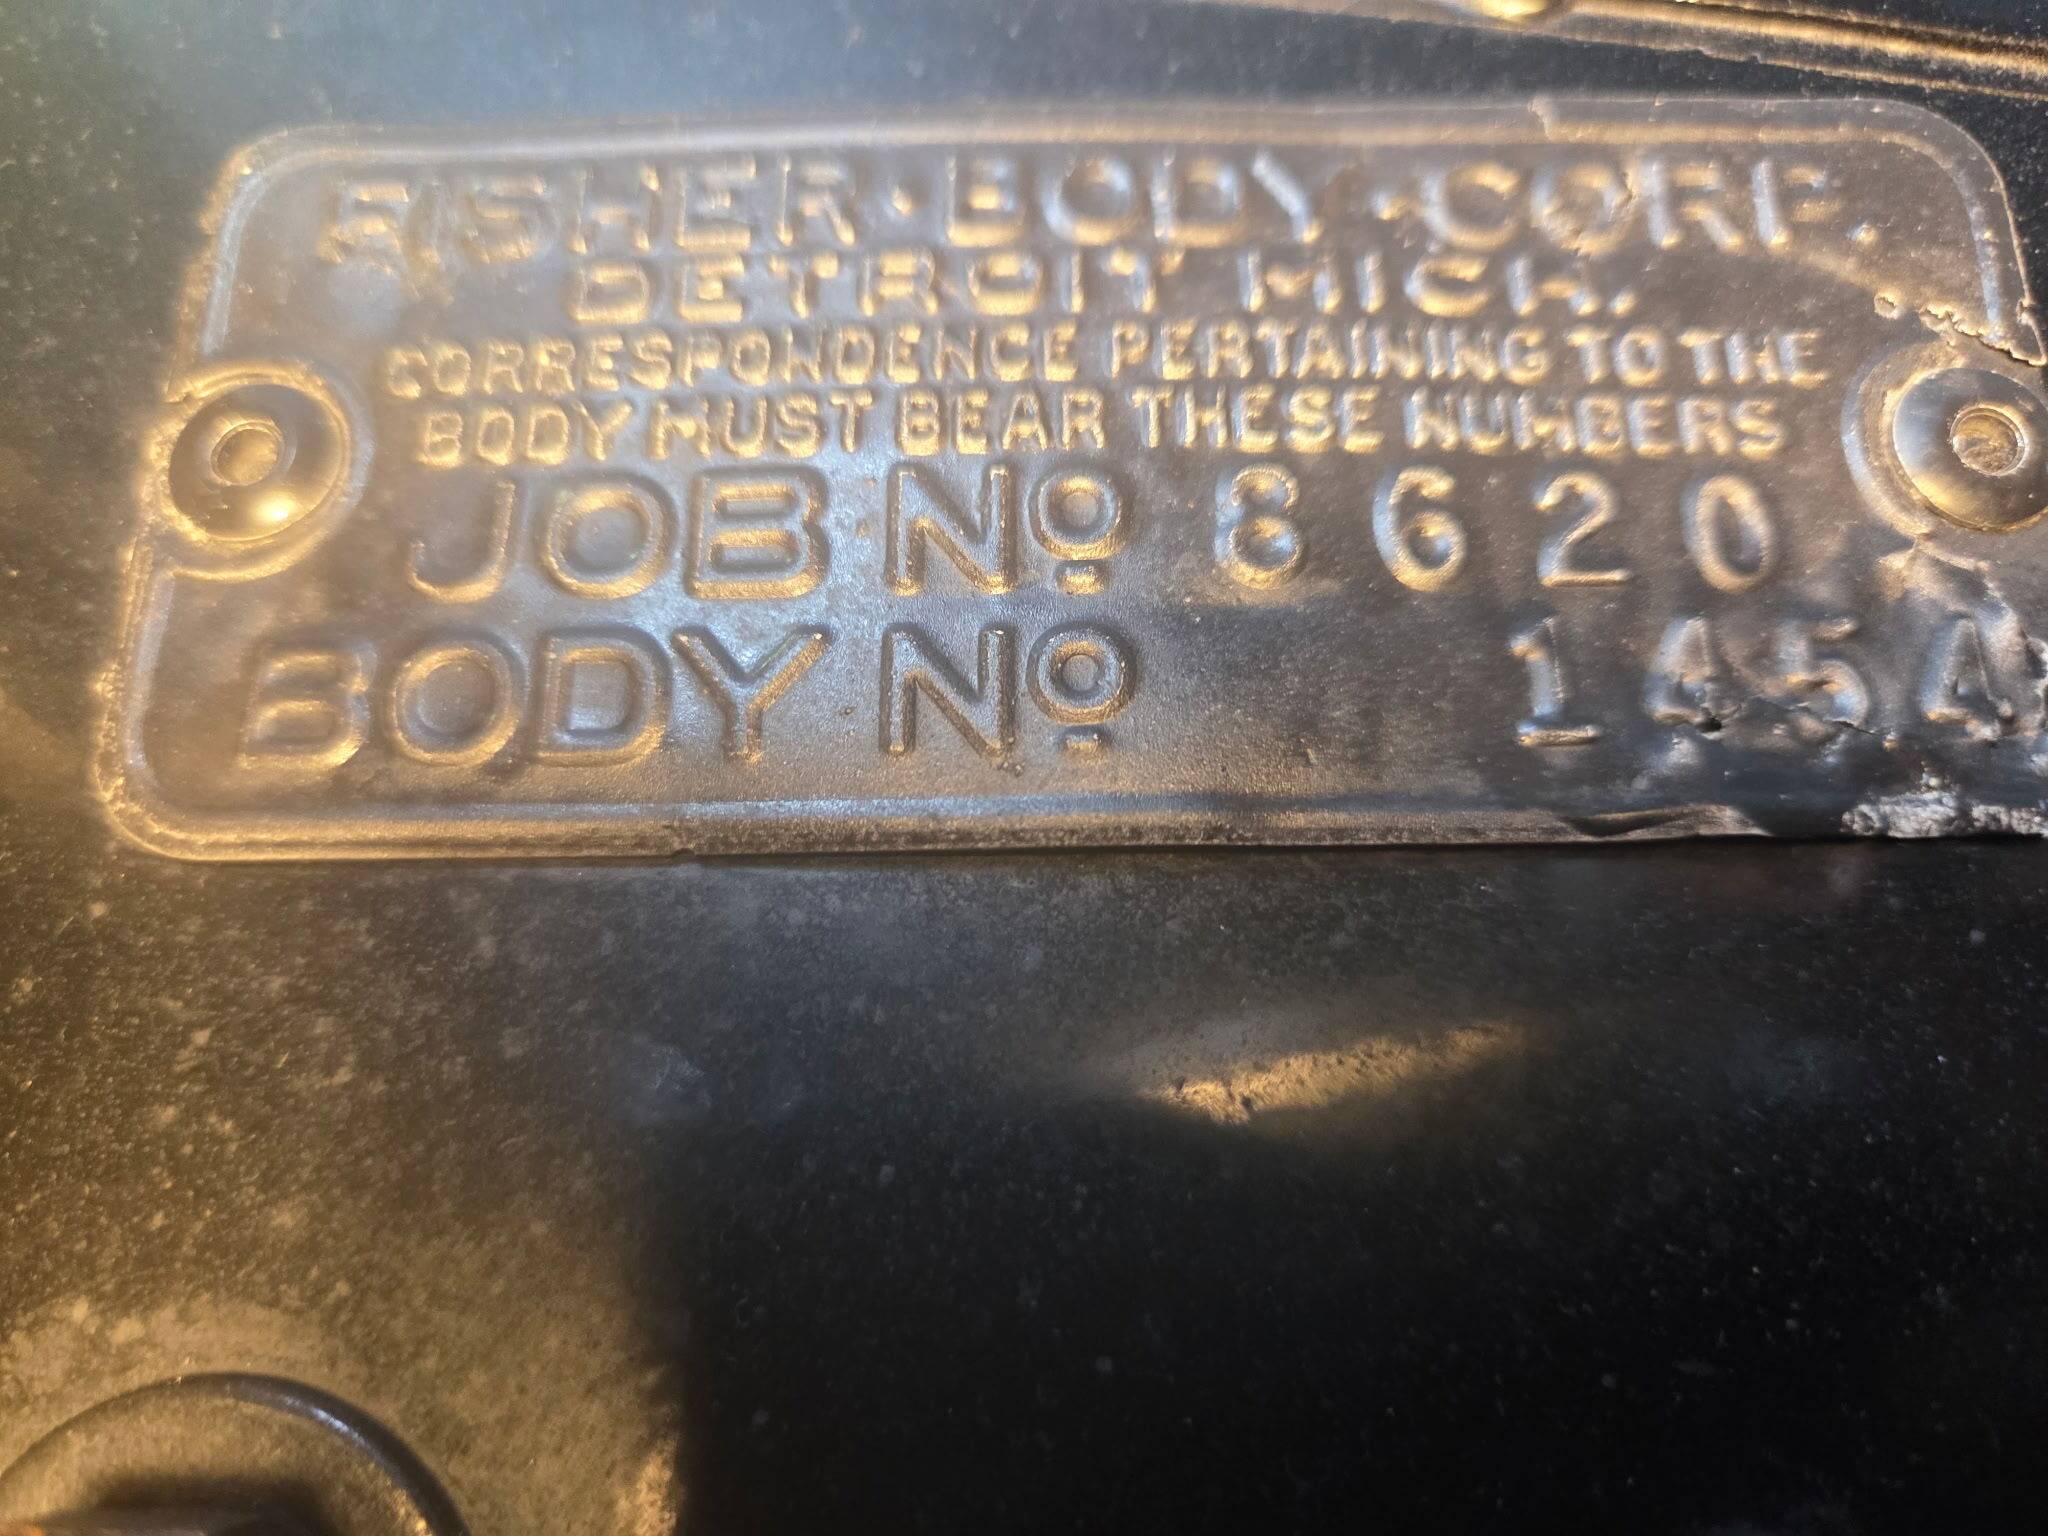 FISHER · BODY · CORP.
DETROIT MICH.
CORRESPONDENCE PERTAINING TO THE
BODY MUST BEAR THESE NUMBERS
JOB No. 8620
BODY No. 1454